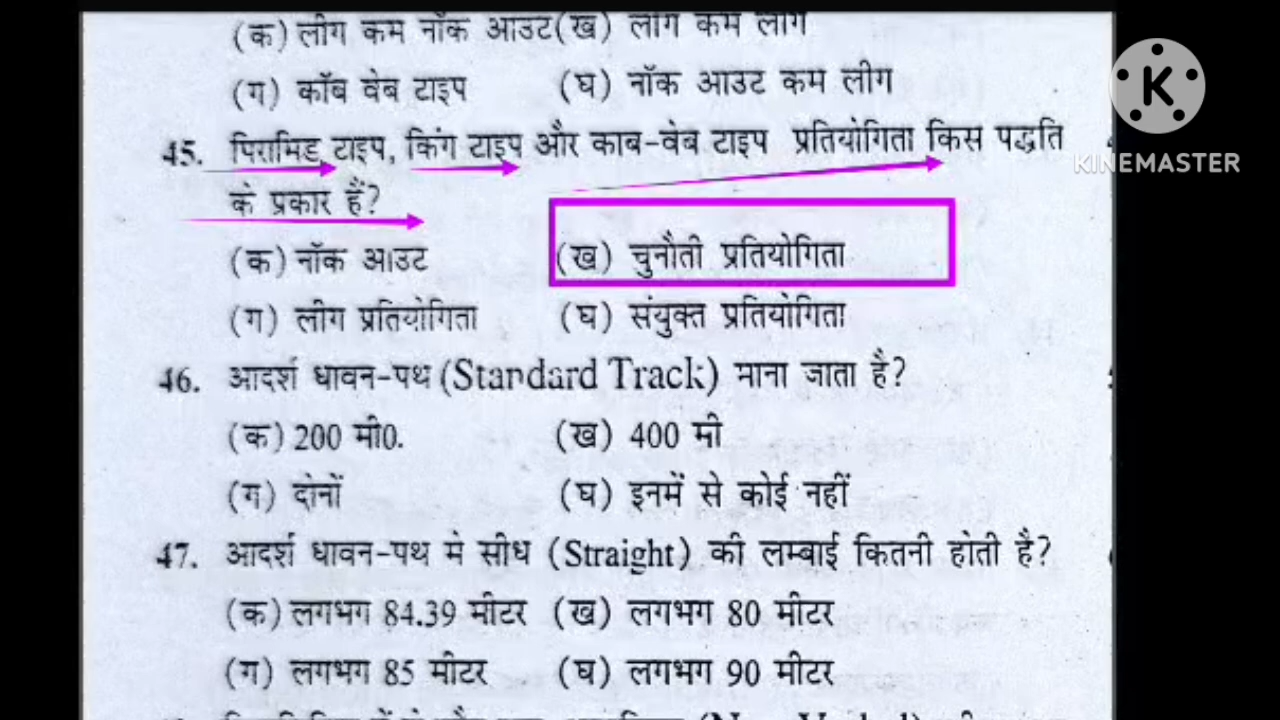 (क) लीग कम नॉक आउट(ख) लीग कम लीग
(ग) कॉब वेब टाइप (घ) नॉक आउट कम लीग
45. पिरामिड टाइप, किंग टाइप और काब-वेब टाइप प्रतियोगिता किस पद्धति
के प्रकार हैं?
(क) नॉक आउट (ख) चुनौती प्रतियोगिता
(ग) लीग प्रतियोगिता (घ) संयुक्त प्रतियोगिता
46. आदर्श धावन-पथ (Standard Track) माना जाता है?
(क) 200 मी0. (ख) 400 मी
(ग) दोनों (घ) इनमें से कोई नहीं
47. आदर्श धावन-पथ मे सीध (Straight) की लम्बाई कितनी होती है?
(क) लगभग 84.39 मीटर (ख) लगभग 80 मीटर
(ग) लगभग 85 मीटर (घ) लगभग 90 मीटर
K
KINEMASTER